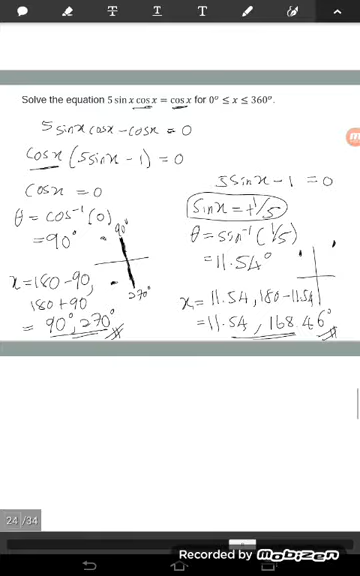 Solve the equation 5 sin x cos x = cos x for 0° ≤ x ≤ 360°.
5 sinx cosx - cosx = 0
cosx (5sinx - 1) = 0
cosx = 0
θ = cos⁻¹ (0)
= 90°
90°
270°
x = 180 - 90,
180 + 90
= 90°, 270°
5sinx - 1 = 0
sinx = +1/5
θ = sin⁻¹ (1/5)
= 11.54°
x = 11.54, 180 - 11.54
= 11.54, 168.46°
24 /34
Recorded by Mobizen